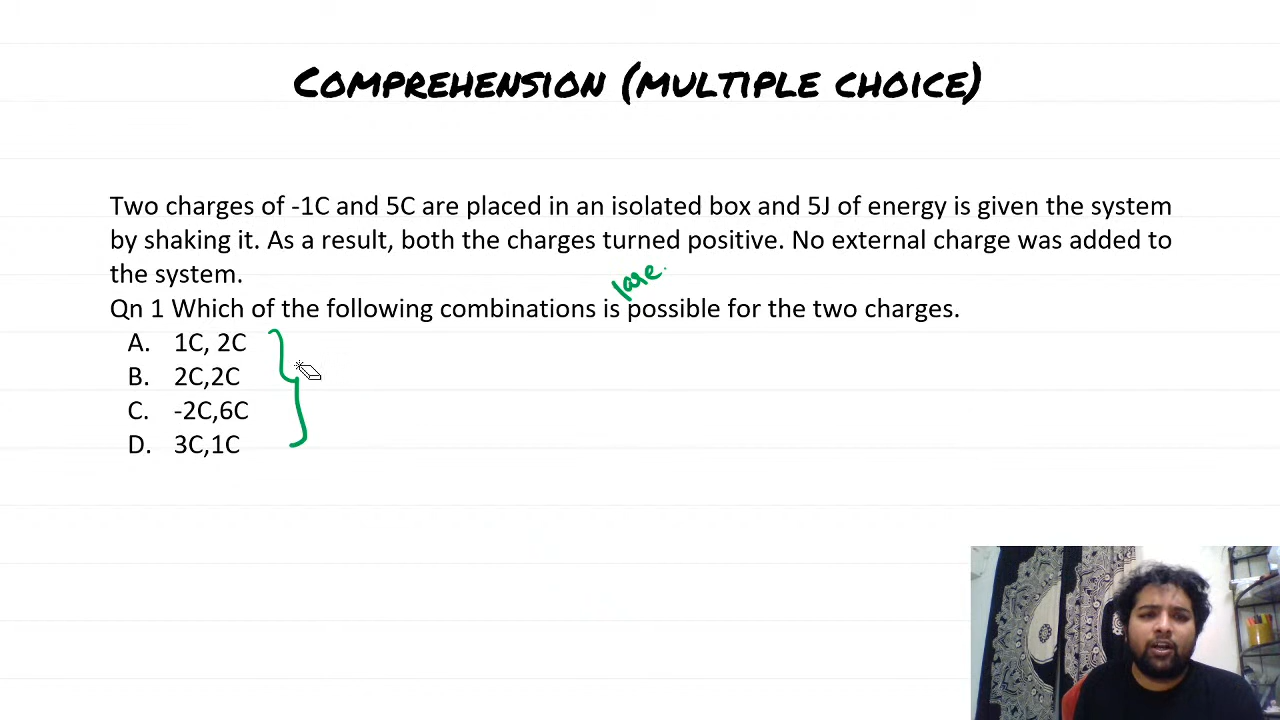 COMPREHENSION (MULTIPLE CHOICE)
Two charges of -1C and 5C are placed in an isolated box and 5J of energy is given the system
by shaking it. As a result, both the charges turned positive. No external charge was added to
the system.
Qn 1 Which of the following combinations is possible for the two charges.
A. 1C, 2C
B. 2C,2C
C. -2C,6C
D. 3C,1C